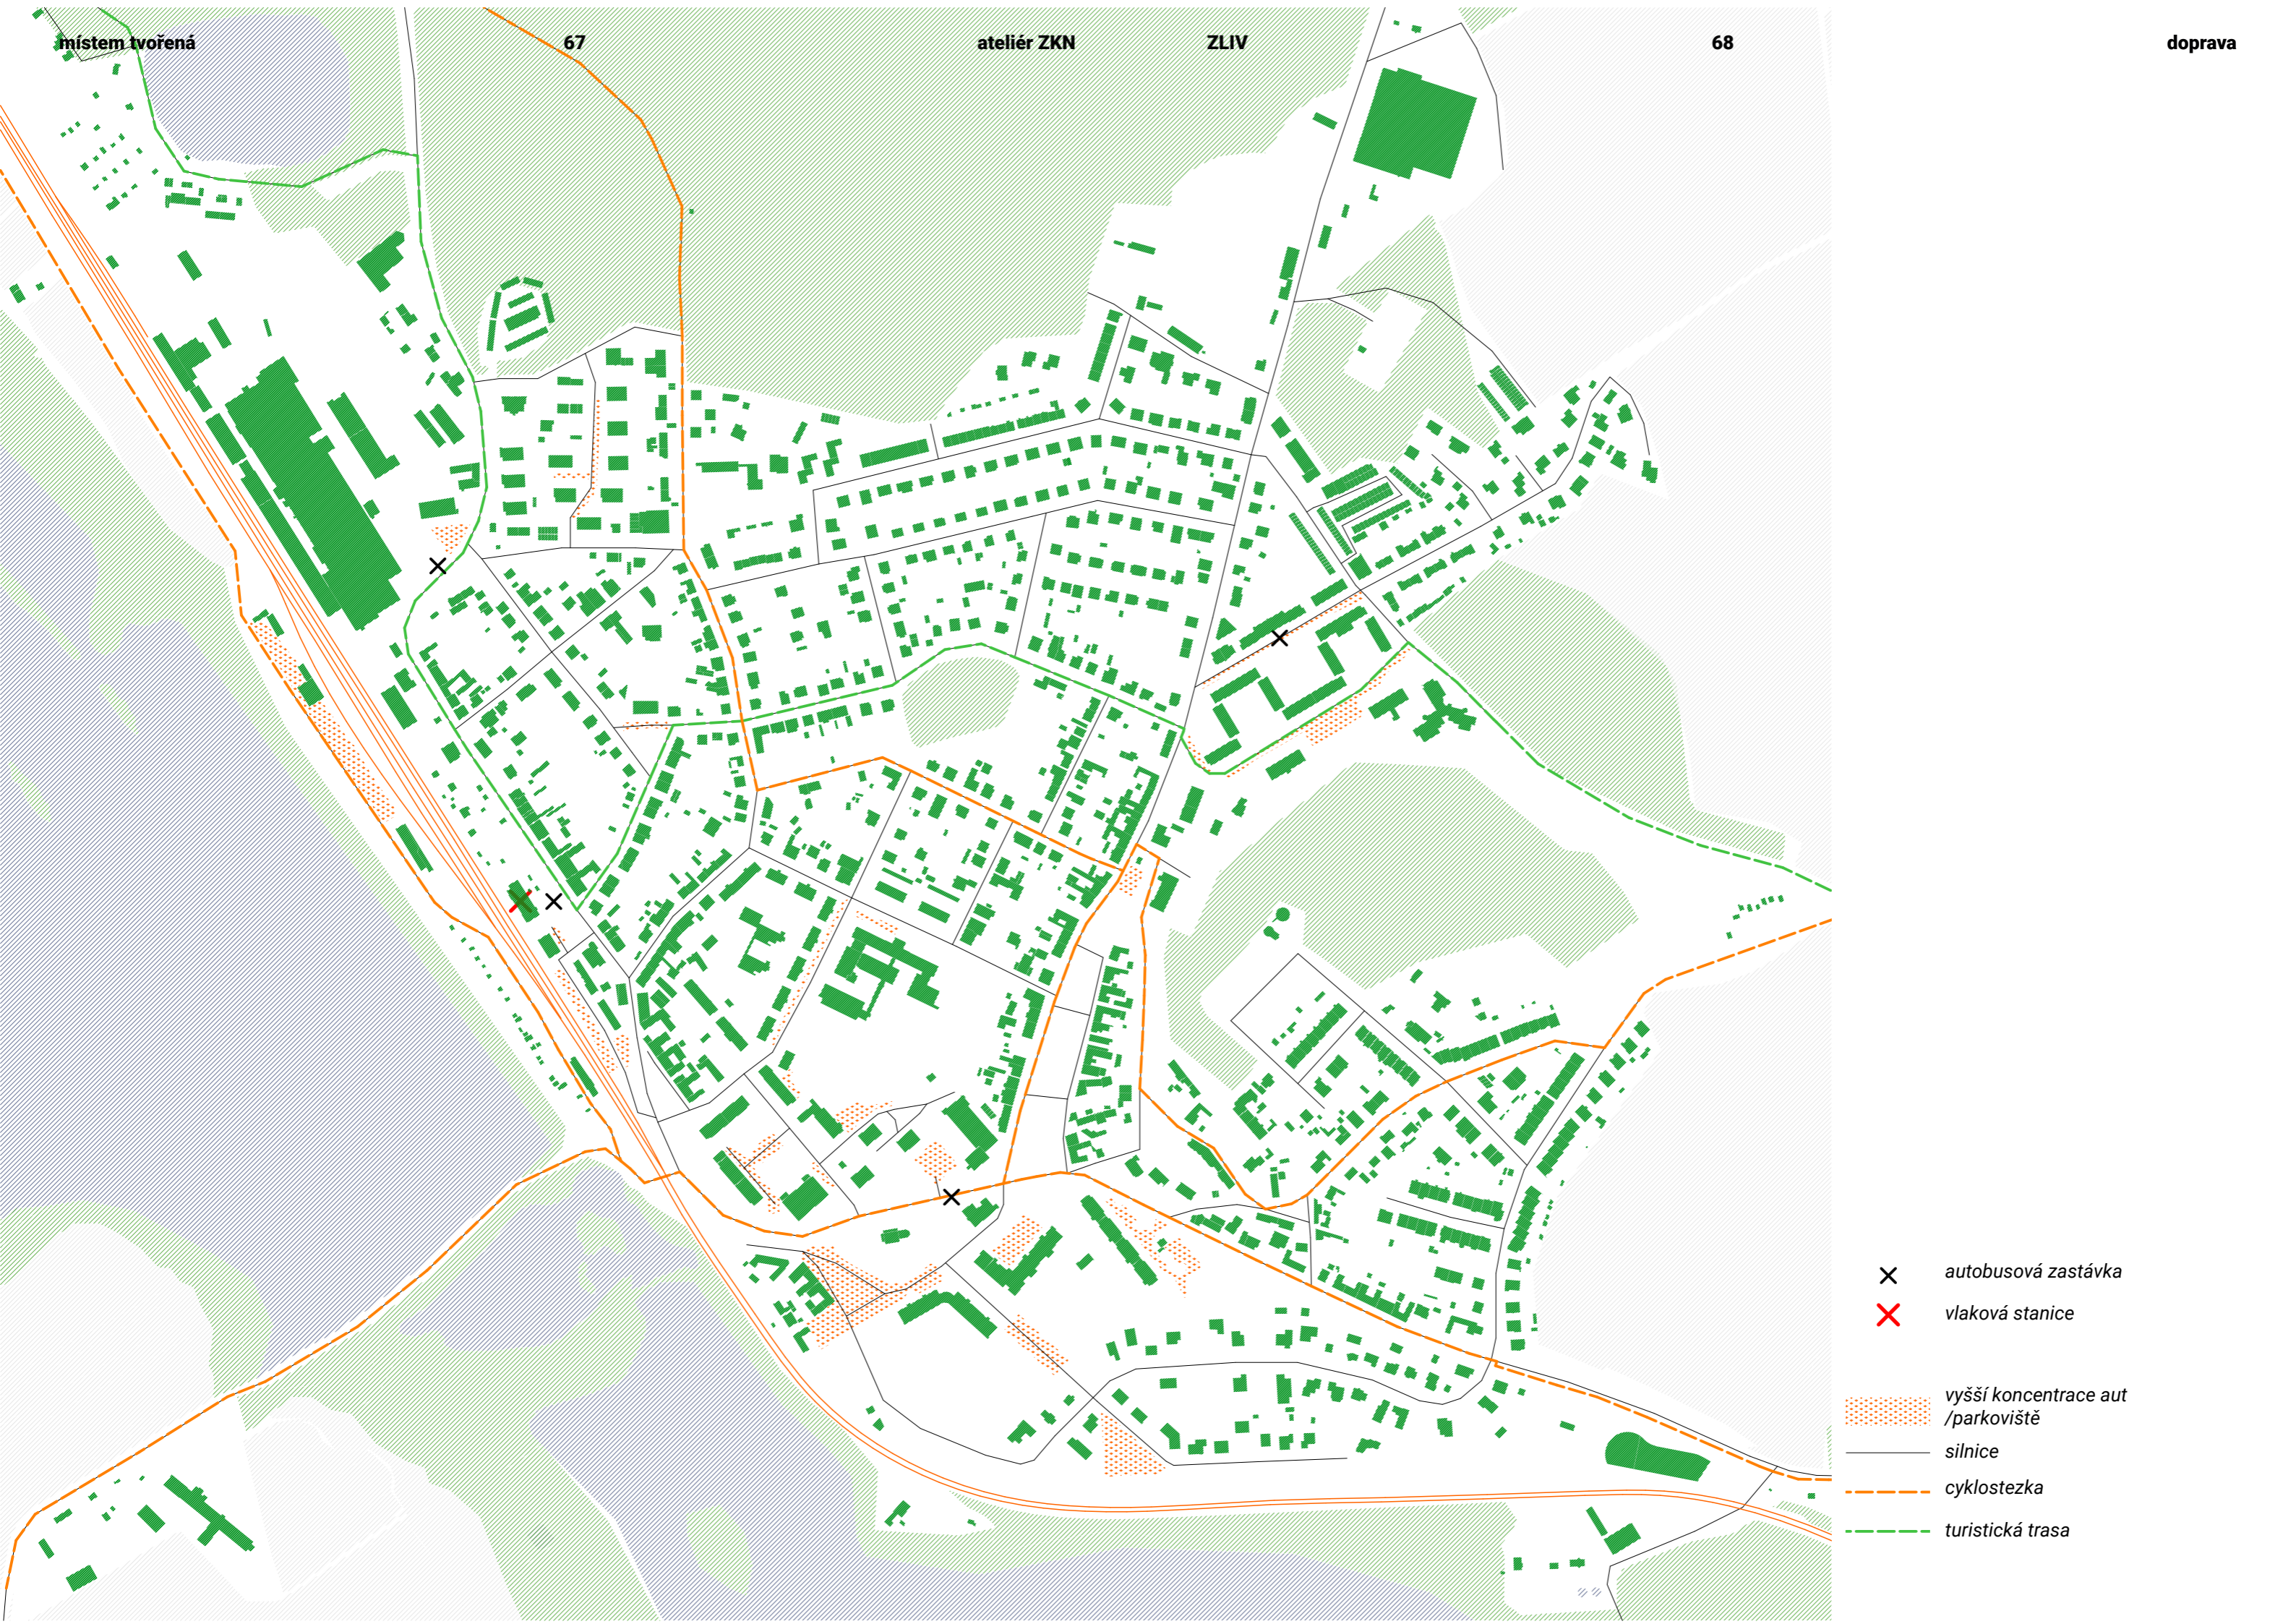 místem tvořená 67 ateliér ZKN ZLIV 68 doprava
autobusová zastávka
vlaková stanice
vyšší koncentrace aut
/parkoviště
silnice
cyklostezka
turistická trasa